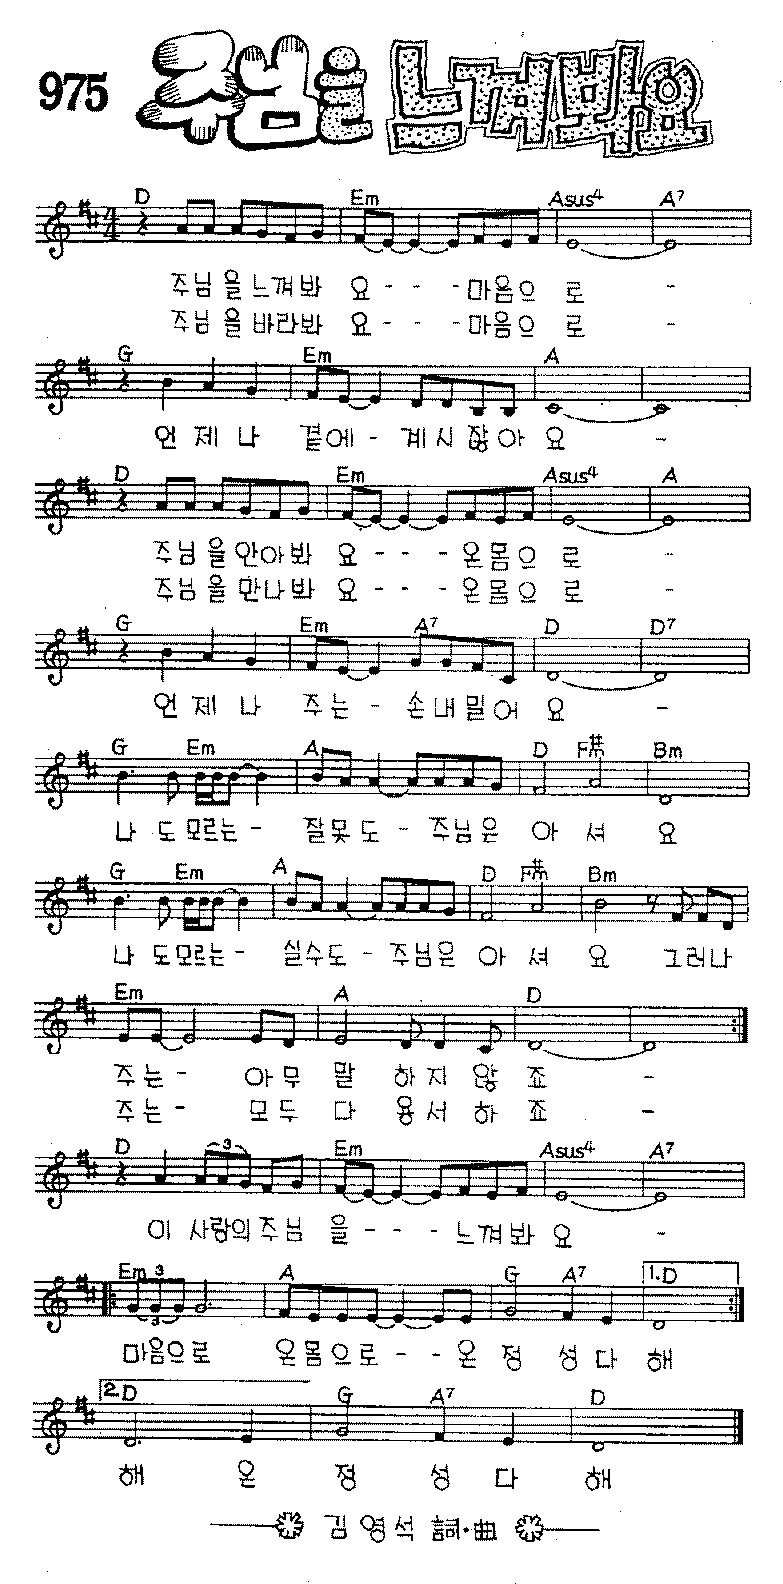 975 주님을 느껴봐요
D Em Asus4 A7
주님을느껴봐 요 - - - 마음으 로 -
주님을바라봐 요 - - - 마음으 로 -
G Em A
언 제 나 곁에 - 계시잖아 요 -
D Em Asus4 A
주님을안아봐 요 - - - 온몸으 로 -
주님을만나봐 요 - - - 온몸으 로 -
G Em A7 D D7
언 제 나 주는 - 손내밀어 요 -
G Em A D F#m Bm
나 도 모르는 - 잘못도 - 주님은 아 셔 요
G Em A D F#m Bm
나 도모르는 - 실수도 - 주님은 아 셔 요 그러나
Em A D
주는 - 아무 말 하지 않 죠 -
주는 - 모두 다 용서 하 죠 -
D 3 Em Asus4 A7
이 사랑의주님 을 - - - 느껴봐 요 -
Em 3 A G A7 1. D
3
마음으로 온몸으로 - - 온 정 성 다 해
2. D G A7 D
해 온 정 성 다 해
김 영 석 詞·曲